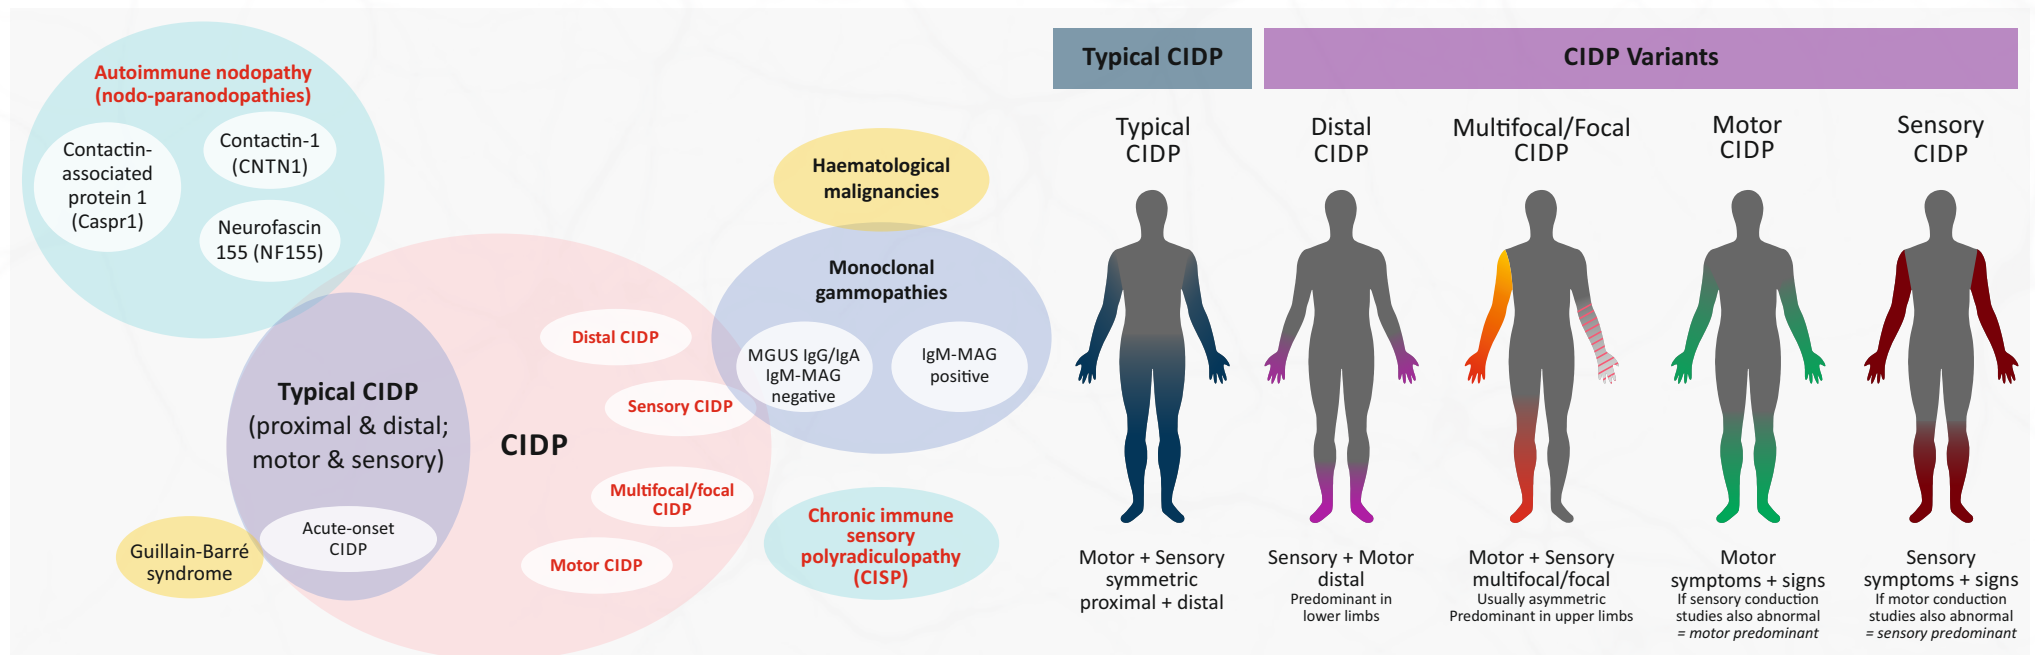 Autoimmune nodopathy
(nodo-paranodopathies)
Contactin-
associated
protein 1
(Caspr1)
Contactin-1
(CNTN1)
Neurofascin
155 (NF155)
Typical CIDP
(proximal & distal;
motor & sensory)
Acute-onset
CIDP
Guillain-Barré
syndrome
CIDP
Distal CIDP
Sensory CIDP
Multifocal/focal
CIDP
Motor CIDP
Haematological
malignancies
Monoclonal
gammopathies
MGUS IgG/IgA
IgM-MAG
negative
IgM-MAG
positive
Chronic immune
sensory
polyradiculopathy
(CISP)
Typical CIDP
CIDP Variants
Typical
CIDP
Motor + Sensory
symmetric
proximal + distal
Distal
CIDP
Sensory + Motor
distal
Predominant in
lower limbs
Multifocal/Focal
CIDP
Motor + Sensory
multifocal/focal
Usually asymmetric
Predominant in upper limbs
Motor
CIDP
Motor
symptoms + signs
If sensory conduction
studies also abnormal
= motor predominant
Sensory
CIDP
Sensory
symptoms + signs
If motor conduction
studies also abnormal
= sensory predominant